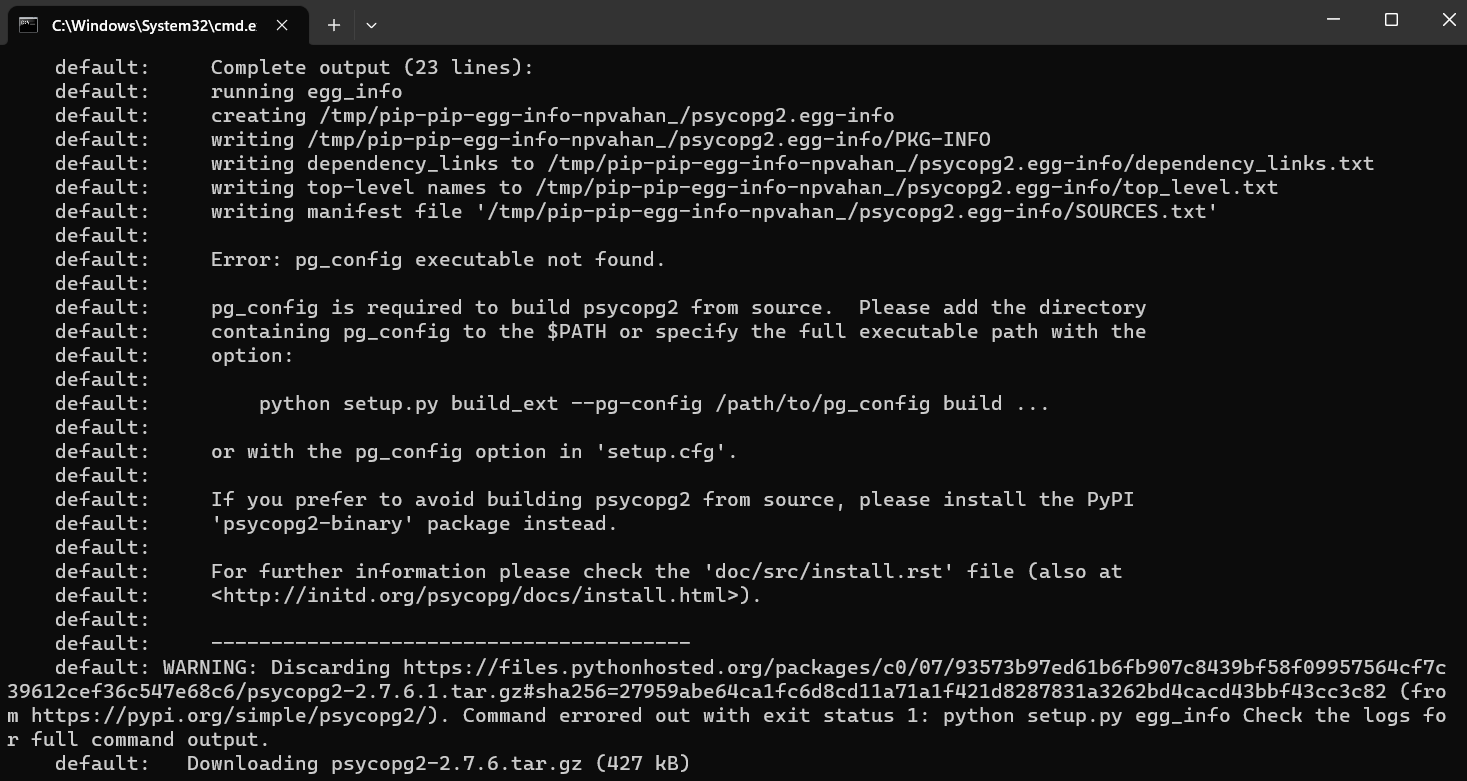 C:\Windows\System32\cmd.e
default: Complete output (23 lines):
default: running egg_info
default: creating /tmp/pip-pip-egg-info-npvahan_/psycopg2.egg-info
default: writing /tmp/pip-pip-egg-info-npvahan_/psycopg2.egg-info/PKG-INFO
default: writing dependency_links to /tmp/pip-pip-egg-info-npvahan_/psycopg2.egg-info/dependency_links.txt
default: writing top-level names to /tmp/pip-pip-egg-info-npvahan_/psycopg2.egg-info/top_level.txt
default: writing manifest file '/tmp/pip-pip-egg-info-npvahan_/psycopg2.egg-info/SOURCES.txt'
default:
default: Error: pg_config executable not found.
default:
default: pg_config is required to build psycopg2 from source.  Please add the directory
default: containing pg_config to the $PATH or specify the full executable path with the
default: option:
default:
default: python setup.py build_ext --pg-config /path/to/pg_config build ...
default:
default: or with the pg_config option in 'setup.cfg'.
default:
default: If you prefer to avoid building psycopg2 from source, please install the PyPI
default: 'psycopg2-binary' package instead.
default:
default: For further information please check the 'doc/src/install.rst' file (also at
default: <http://initd.org/psycopg/docs/install.html>).
default:
default: ----------------------------------------
default: WARNING: Discarding https://files.pythonhosted.org/packages/c0/07/93573b97ed61b6fb907c8439bf58f09957564cf7c
39612cef36c547e68c6/psycopg2-2.7.6.1.tar.gz#sha256=27959abe64ca1fc6d8cd11a71a1f421d8287831a3262bd4cacd43bbf43cc3c82 (fro
m https://pypi.org/simple/psycopg2/). Command errored out with exit status 1: python setup.py egg_info Check the logs fo
r full command output.
default: Downloading psycopg2-2.7.6.tar.gz (427 kB)